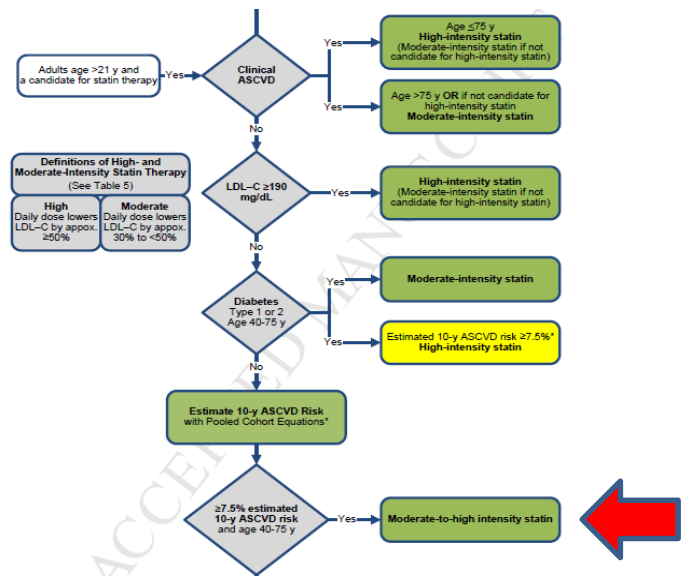 Age ≤75 y
High-intensity statin
(Moderate-intensity statin if not
candidate for high-intensity statin)
Adults age >21 y and
a candidate for statin therapy
Yes
Clinical
ASCVD
Yes
Yes
Age >75 y OR if not candidate for
high-intensity statin
Moderate-intensity statin
No
Definitions of High- and
Moderate-Intensity Statin Therapy
(See Table 5)
High
Daily dose lowers
LDL–C by appox.
≥50%
Moderate
Daily dose lowers
LDL–C by appox.
30% to <50%
LDL–C ≥190
mg/dL
Yes
High-intensity statin
(Moderate-intensity statin if not
candidate for high-intensity statin)
No
Diabetes
Type 1 or 2
Age 40-75 y
Yes
Moderate-intensity statin
Yes
Estimated 10-y ASCVD risk ≥7.5%*
High-intensity statin
No
Estimate 10-y ASCVD Risk
with Pooled Cohort Equations*
≥7.5% estimated
10-y ASCVD risk
and age 40-75 y
Yes
Moderate-to-high intensity statin